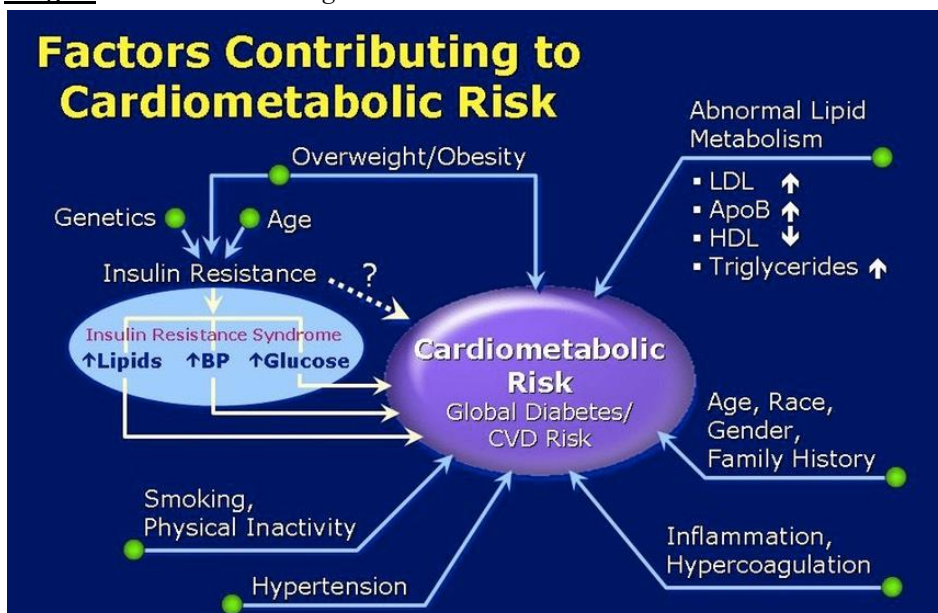 Factors Contributing to
Cardiometabolic Risk
Overweight/Obesity
Genetics
Age
Insulin Resistance
?
Insulin Resistance Syndrome
↑Lipids ↑BP ↑Glucose
Abnormal Lipid
Metabolism
▪ LDL ↑
▪ ApoB ↑
▪ HDL ↓
▪ Triglycerides ↑
Cardiometabolic
Risk
Global Diabetes/
CVD Risk
Age, Race,
Gender,
Family History
Smoking,
Physical Inactivity
Hypertension
Inflammation,
Hypercoagulation